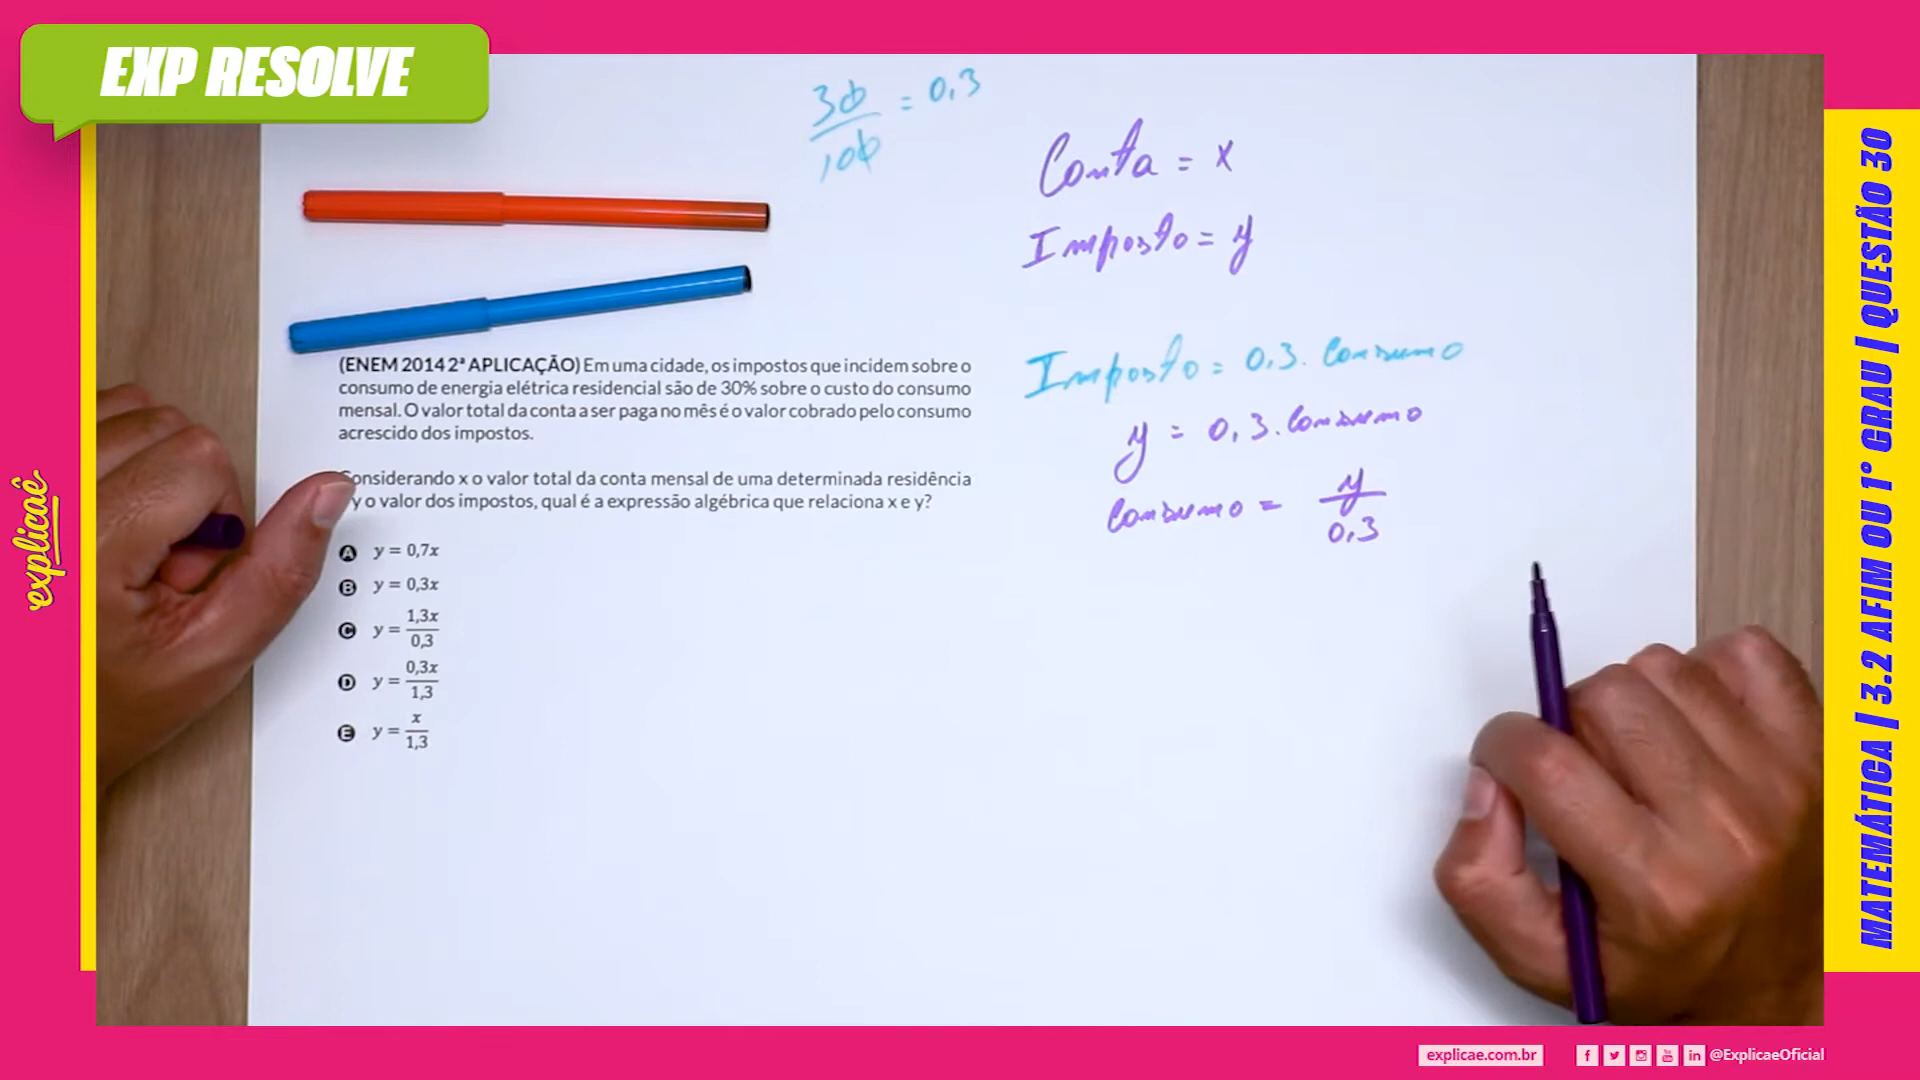 EXP RESOLVE
30/100 = 0,3
Conta = x
Imposto = y
Imposto = 0,3. Consumo
y = 0,3. Consumo
Consumo = y/0,3
(ENEM 2014 2ª APLICAÇÃO) Em uma cidade, os impostos que incidem sobre o
consumo de energia elétrica residencial são de 30% sobre o custo do consumo
mensal. O valor total da conta a ser paga no mês é o valor cobrado pelo consumo
acrescido dos impostos.
Considerando x o valor total da conta mensal de uma determinada residência
y o valor dos impostos, qual é a expressão algébrica que relaciona x e y?
A y = 0,7x
B y = 0,3x
C y = 1,3x/0,3
D y = 0,3x/1,3
E y = x/1,3
explicaê
MATEMÁTICA | 3.2 AFIM OU 1° GRAU | QUESTÃO 30
explicae.com.br
@ExplicaeOficial